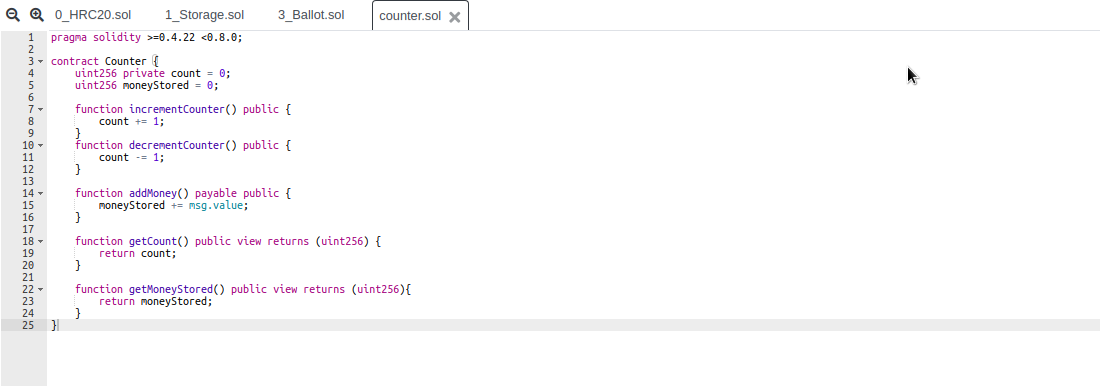 0_HRC20.sol 1_Storage.sol 3_Ballot.sol counter.sol
1 pragma solidity >=0.4.22 <0.8.0;
2
3 contract Counter {
4     uint256 private count = 0;
5     uint256 moneyStored = 0;
6
7     function incrementCounter() public {
8         count += 1;
9     }
10     function decrementCounter() public {
11         count -= 1;
12     }
13
14     function addMoney() payable public {
15         moneyStored += msg.value;
16     }
17
18     function getCount() public view returns (uint256) {
19         return count;
20     }
21
22     function getMoneyStored() public view returns (uint256){
23         return moneyStored;
24     }
25 }